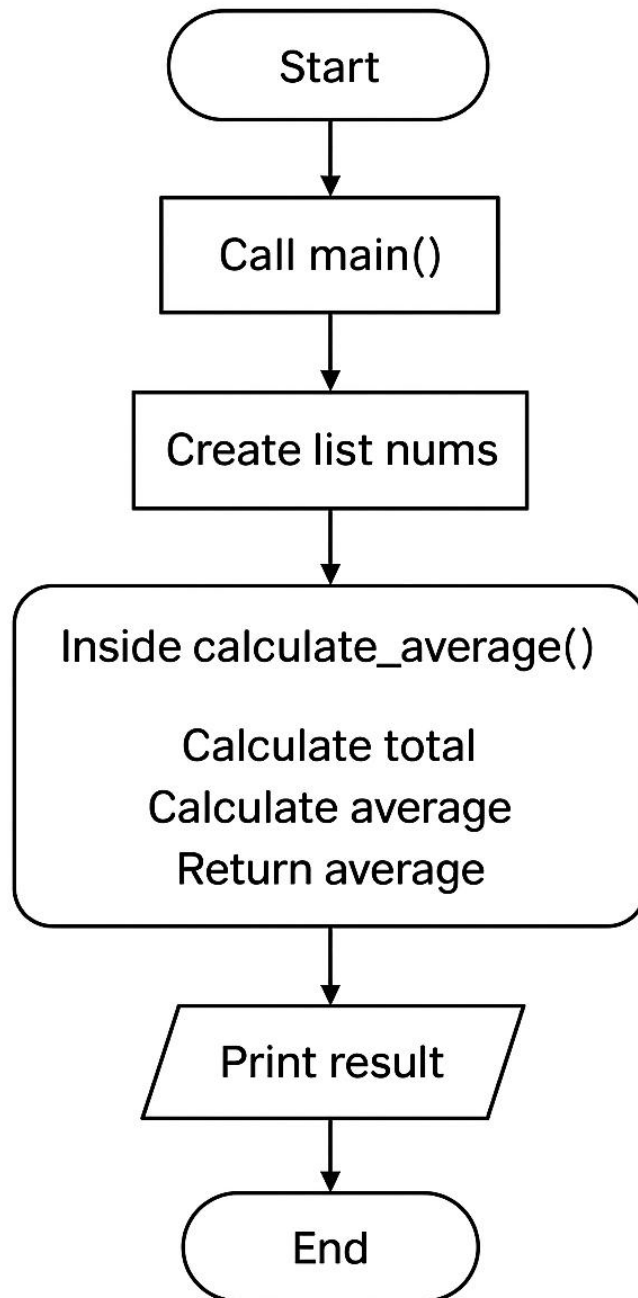 Start
Call main()
Create list nums
Inside calculate_average()
Calculate total
Calculate average
Return average
Print result
End